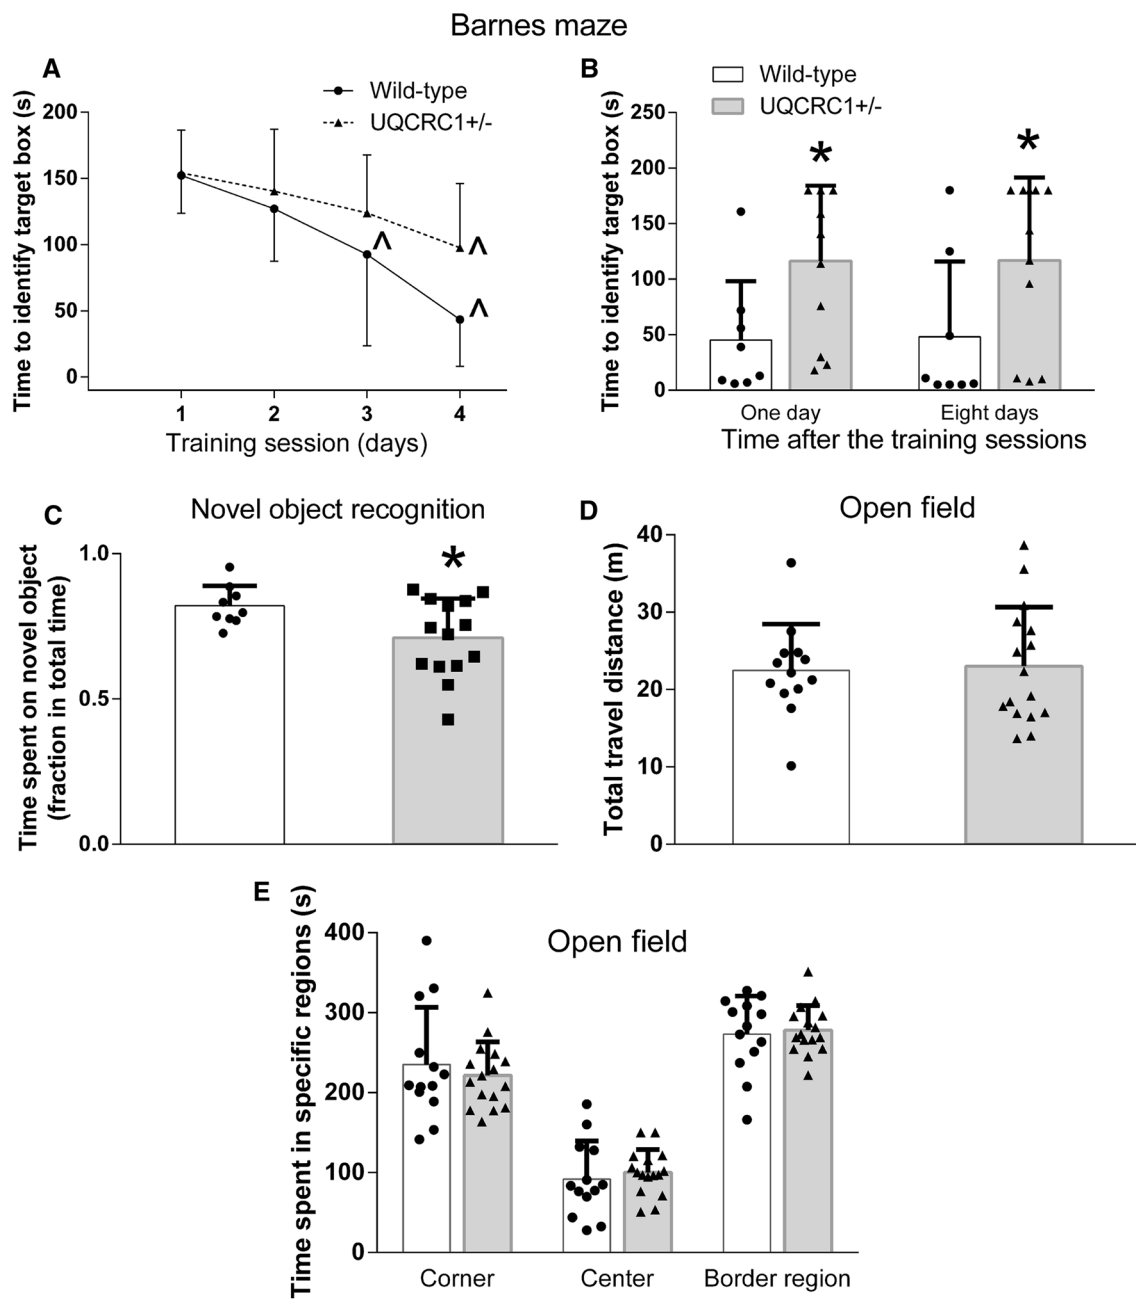 Barnes maze
A
Wild-type
UQCRC1+/-
Time to identify target box (s)
200
150
100
50
0
^
^
^
1 2 3 4
Training session (days)
B
Wild-type
UQCRC1+/-
Time to identify target box (s)
250
200
150
100
50
0
*
*
One day Eight days
Time after the training sessions
C
Novel object recognition
Time spent on novel object
(fraction in total time)
1.0
0.5
0.0
*
D
Open field
Total travel distance (m)
40
30
20
10
0
E
Open field
Time spent in specific regions (s)
400
300
200
100
0
Corner Center Border region